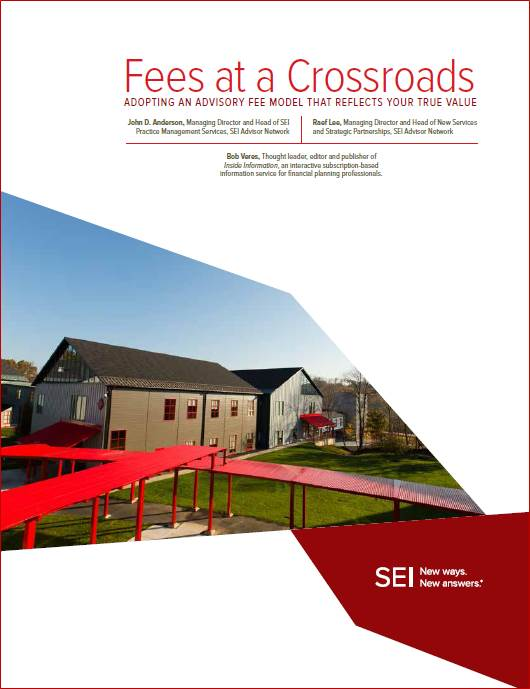 Fees at a Crossroads
ADOPTING AN ADVISORY FEE MODEL THAT REFLECTS YOUR TRUE VALUE
John D. Anderson, Managing Director and Head of SEI
Practice Management Services, SEI Advisor Network
Raef Lee, Managing Director and Head of New Services
and Strategic Partnerships, SEI Advisor Network
Bob Veres, Thought leader, editor and publisher of
Inside Information, an interactive subscription-based
information service for financial planning professionals.
SEI
New ways.
New answers.®